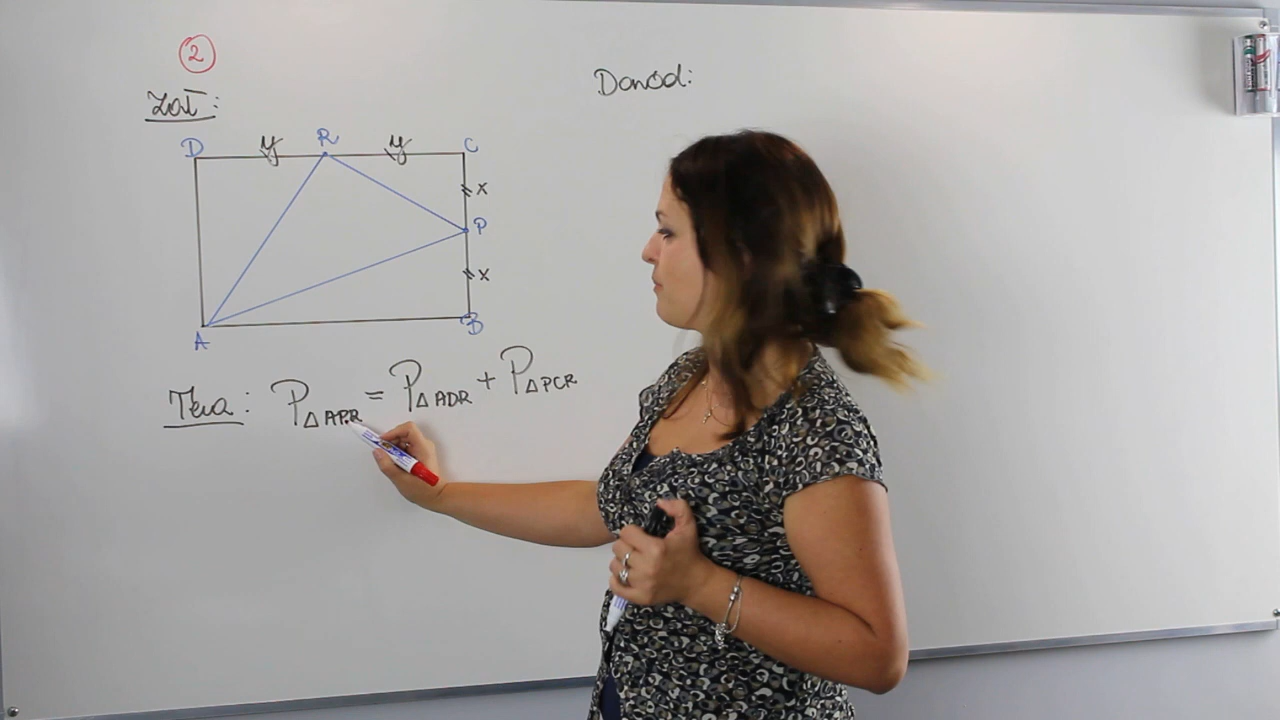 2
Zał:
Dowód:
D y R y C
x
P
x
A B
Teza: P△APR = P△ADR + P△PCR